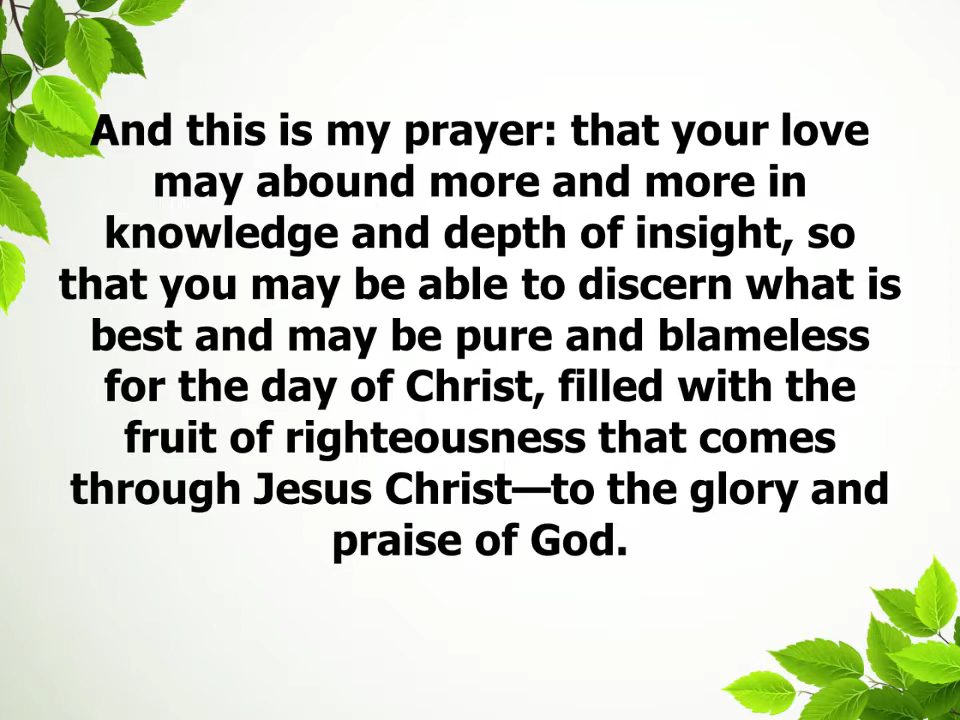 And this is my prayer: that your love
may abound more and more in
knowledge and depth of insight, so
that you may be able to discern what is
best and may be pure and blameless
for the day of Christ, filled with the
fruit of righteousness that comes
through Jesus Christ—to the glory and
praise of God.